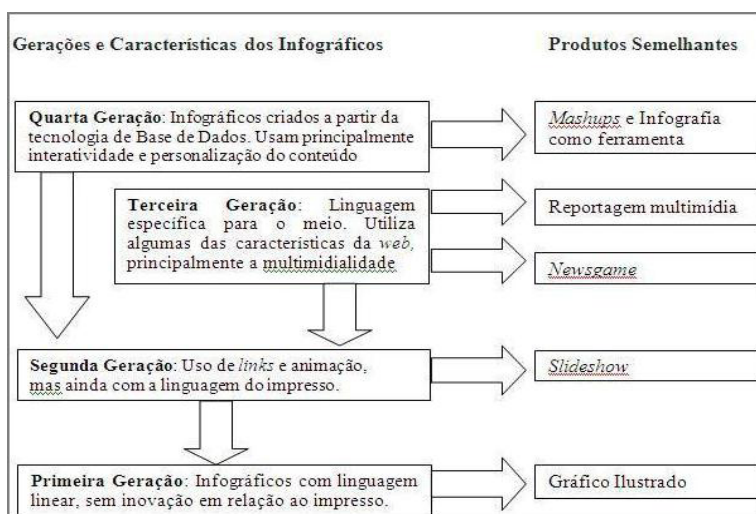 Gerações e Características dos Infográficos
Produtos Semelhantes
Quarta Geração: Infográficos criados a partir da
tecnologia de Base de Dados. Usam principalmente
interatividade e personalização do conteúdo
Mashups e Infografia
como ferramenta
Terceira Geração: Linguagem
específica para o meio. Utiliza
algumas das características da web,
principalmente a multimidialidade
Reportagem multimídia
Newsgame
Segunda Geração: Uso de links e animação,
mas ainda com a linguagem do impresso.
Slideshow
Primeira Geração: Infográficos com linguagem
linear, sem inovação em relação ao impresso.
Gráfico Ilustrado